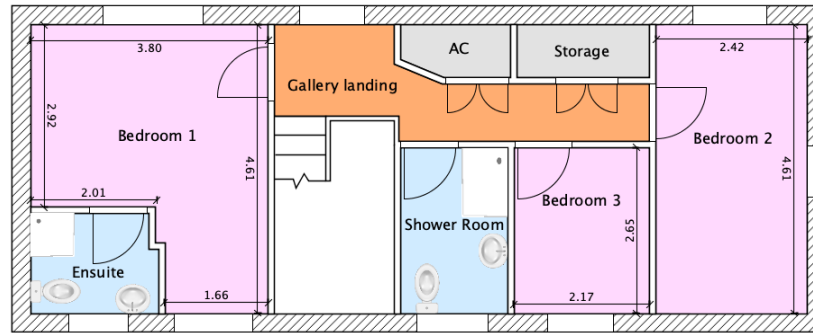 3.80
2.42
AC
Storage
Gallery landing
2.92
Bedroom 1
4.61
Bedroom 2
4.61
2.01
Bedroom 3
Shower Room
2.65
Ensuite
1.66
2.17